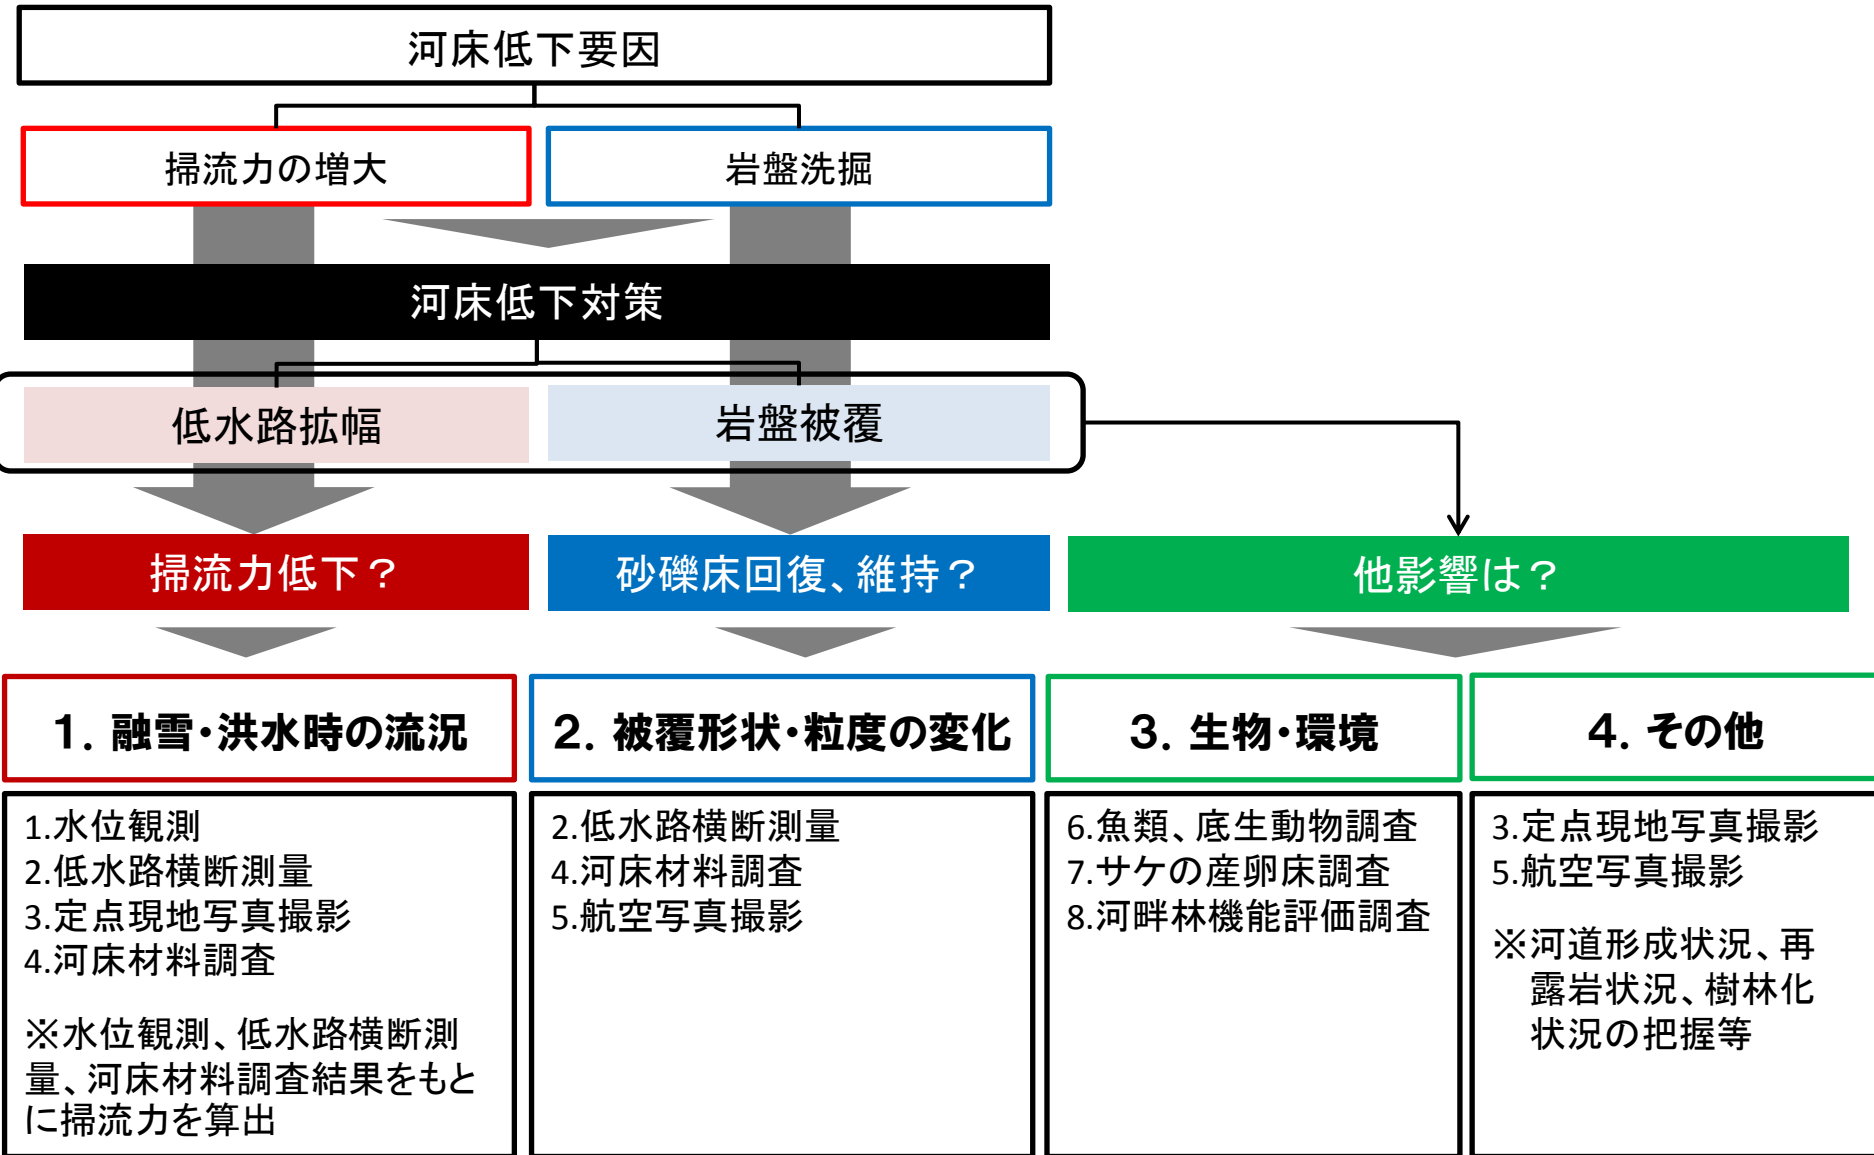 河床低下要因
掃流力の増大
岩盤洗掘
河床低下対策
低水路拡幅
岩盤被覆
掃流力低下？
砂礫床回復、維持？
他影響は？
1．融雪・洪水時の流況
1.水位観測
2.低水路横断測量
3.定点現地写真撮影
4.河床材料調査
※水位観測、低水路横断測
量、河床材料調査結果をもと
に掃流力を算出
2．被覆形状・粒度の変化
2.低水路横断測量
4.河床材料調査
5.航空写真撮影
3．生物・環境
6.魚類、底生動物調査
7.サケの産卵床調査
8.河畔林機能評価調査
4．その他
3.定点現地写真撮影
5.航空写真撮影
※河道形成状況、再
露岩状況、樹林化
状況の把握等